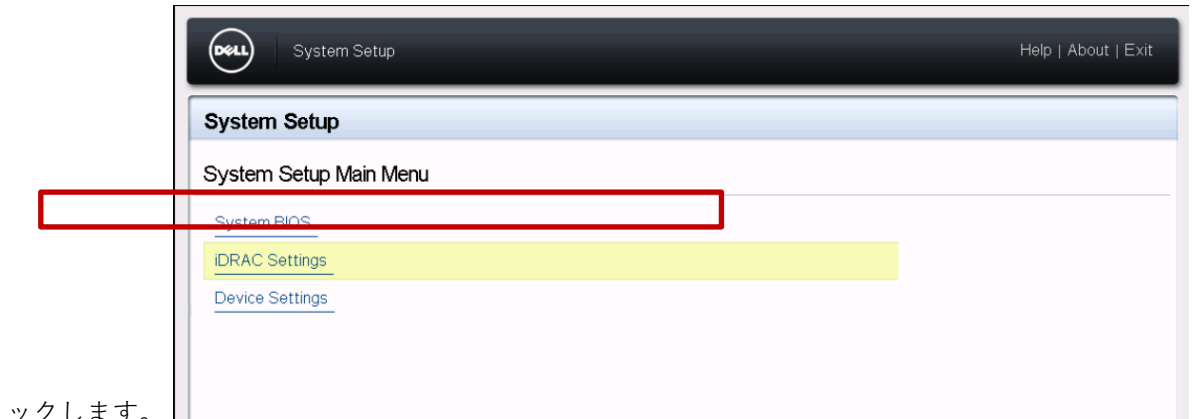 DELL
System Setup
Help | About | Exit
System Setup
System Setup Main Menu
System BIOS
iDRAC Settings
Device Settings
ックします。